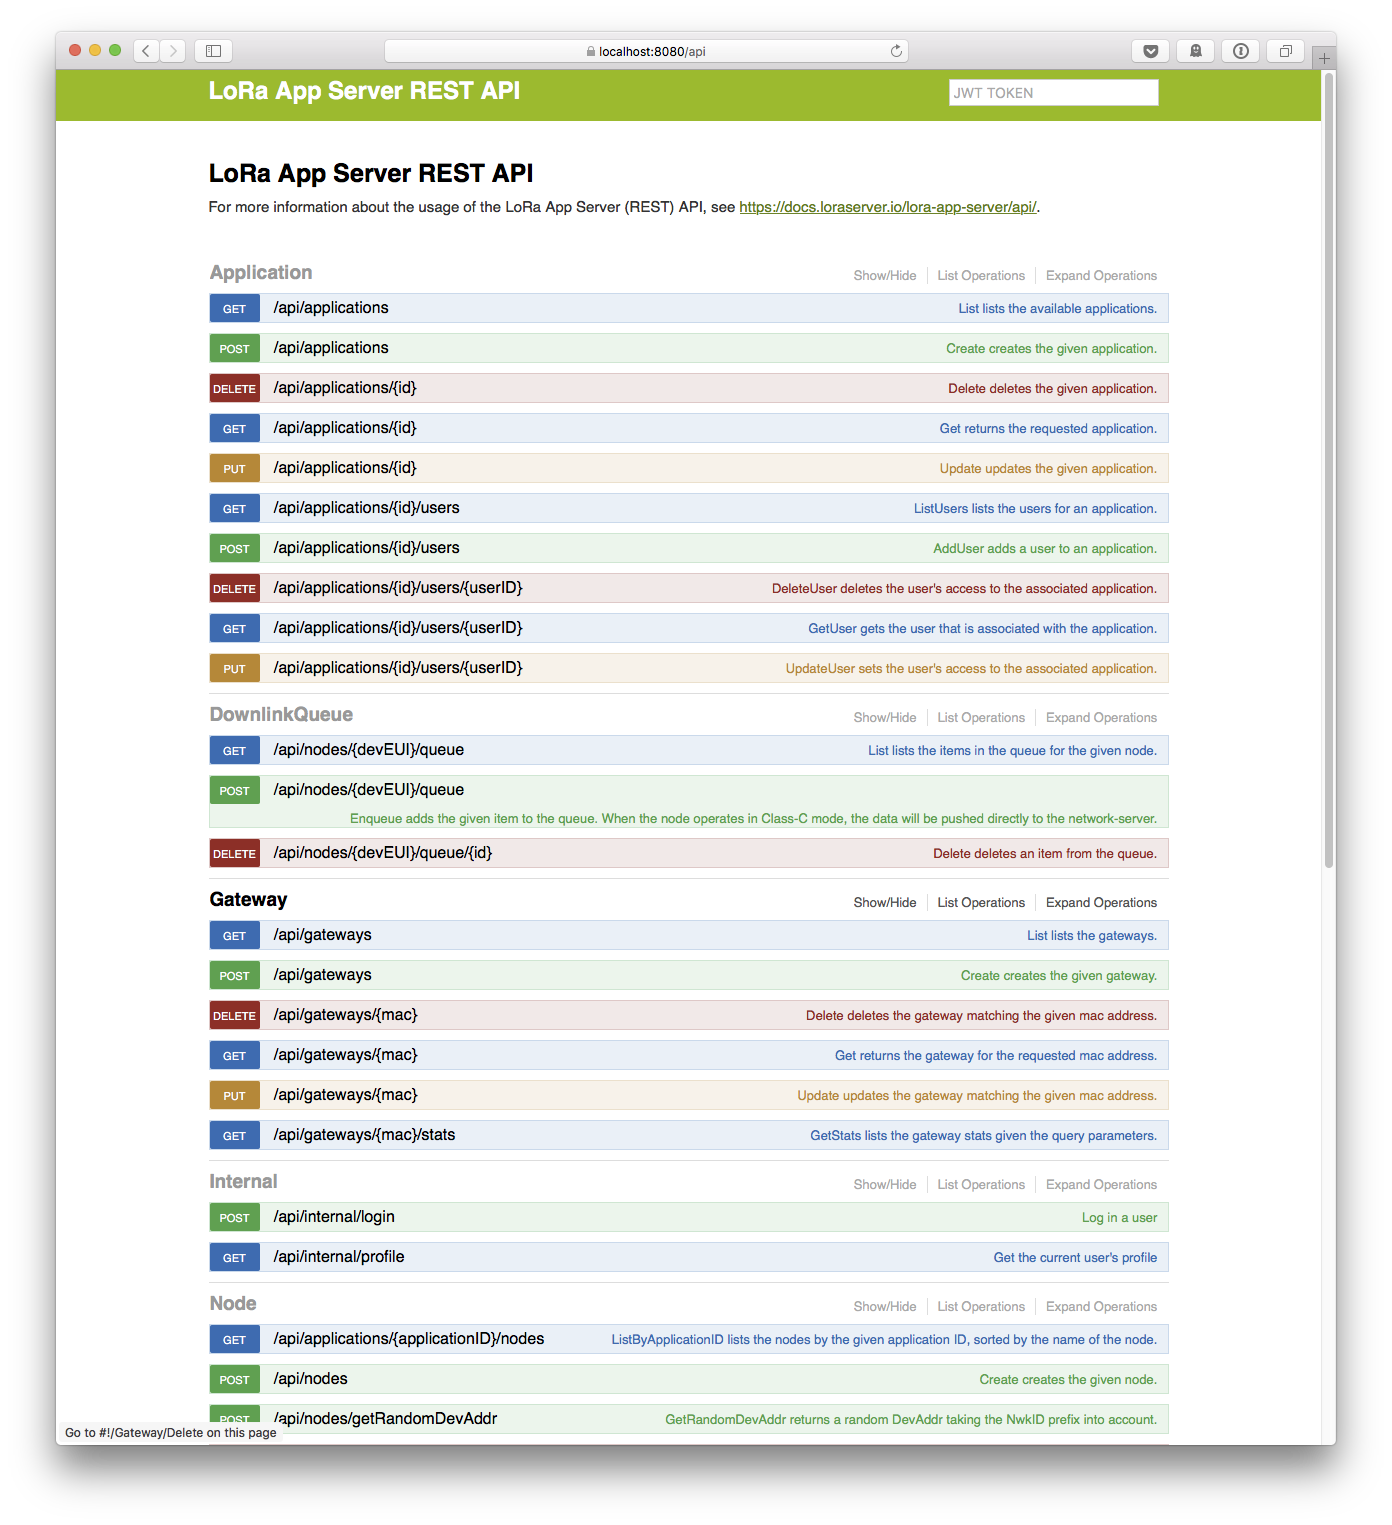 localhost:8080/api
LoRa App Server REST API
JWT TOKEN
LoRa App Server REST API
For more information about the usage of the LoRa App Server (REST) API, see https://docs.loraserver.io/lora-app-server/api/.
Application Show/Hide List Operations Expand Operations
GET /api/applications List lists the available applications.
POST /api/applications Create creates the given application.
DELETE /api/applications/{id} Delete deletes the given application.
GET /api/applications/{id} Get returns the requested application.
PUT /api/applications/{id} Update updates the given application.
GET /api/applications/{id}/users ListUsers lists the users for an application.
POST /api/applications/{id}/users AddUser adds a user to an application.
DELETE /api/applications/{id}/users/{userID} DeleteUser deletes the user's access to the associated application.
GET /api/applications/{id}/users/{userID} GetUser gets the user that is associated with the application.
PUT /api/applications/{id}/users/{userID} UpdateUser sets the user's access to the associated application.
DownlinkQueue Show/Hide List Operations Expand Operations
GET /api/nodes/{devEUI}/queue List lists the items in the queue for the given node.
POST /api/nodes/{devEUI}/queue
Enqueue adds the given item to the queue. When the node operates in Class-C mode, the data will be pushed directly to the network-server.
DELETE /api/nodes/{devEUI}/queue/{id} Delete deletes an item from the queue.
Gateway Show/Hide List Operations Expand Operations
GET /api/gateways List lists the gateways.
POST /api/gateways Create creates the given gateway.
DELETE /api/gateways/{mac} Delete deletes the gateway matching the given mac address.
GET /api/gateways/{mac} Get returns the gateway for the requested mac address.
PUT /api/gateways/{mac} Update updates the gateway matching the given mac address.
GET /api/gateways/{mac}/stats GetStats lists the gateway stats given the query parameters.
Internal Show/Hide List Operations Expand Operations
POST /api/internal/login Log in a user
GET /api/internal/profile Get the current user's profile
Node Show/Hide List Operations Expand Operations
GET /api/applications/{applicationID}/nodes ListByApplicationID lists the nodes by the given application ID, sorted by the name of the node.
POST /api/nodes Create creates the given node.
POST /api/nodes/getRandomDevAddr GetRandomDevAddr returns a random DevAddr taking the NwkID prefix into account.
Go to #!/Gateway/Delete on this page